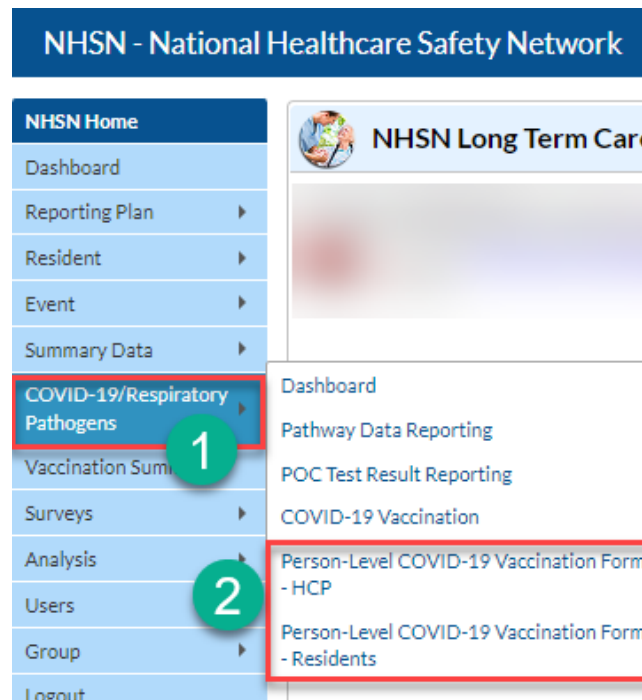 NHSN - National Healthcare Safety Network
NHSN Home
NHSN Long Term Care
Dashboard
Reporting Plan
Resident
Event
Summary Data
COVID-19/Respiratory
Pathogens
1
Vaccination Sum
Surveys
Analysis
Users
Group
Logout
Dashboard
Pathway Data Reporting
POC Test Result Reporting
COVID-19 Vaccination
2
Person-Level COVID-19 Vaccination Form
- HCP
Person-Level COVID-19 Vaccination Form
- Residents